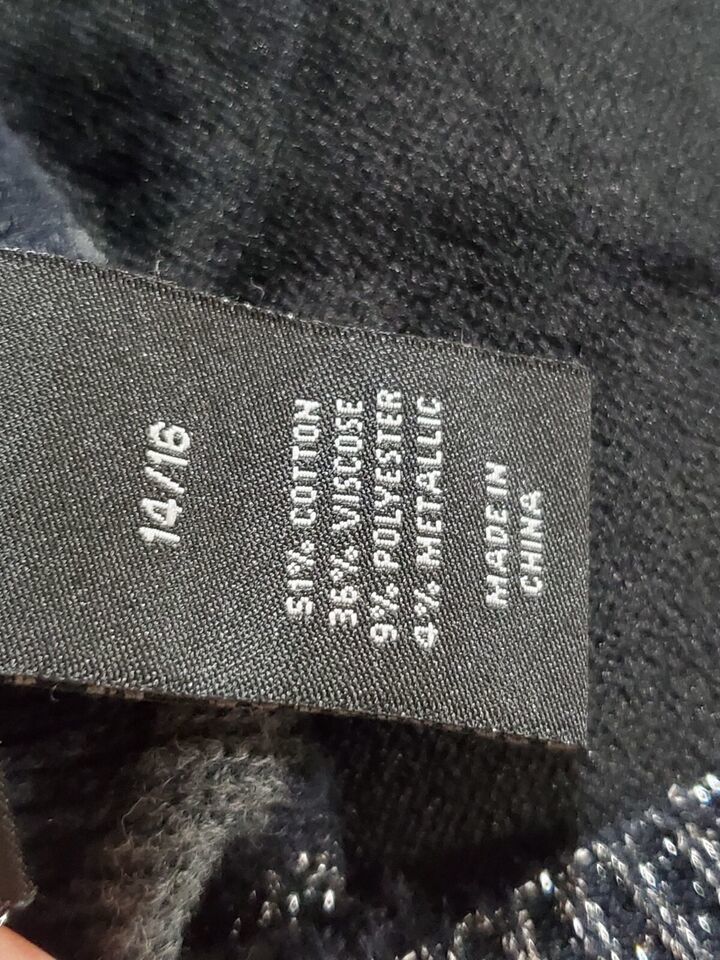 14/16
51% COTTON
36% VISCOSE
9% POLYESTER
4% METALLIC
MADE IN
CHINA